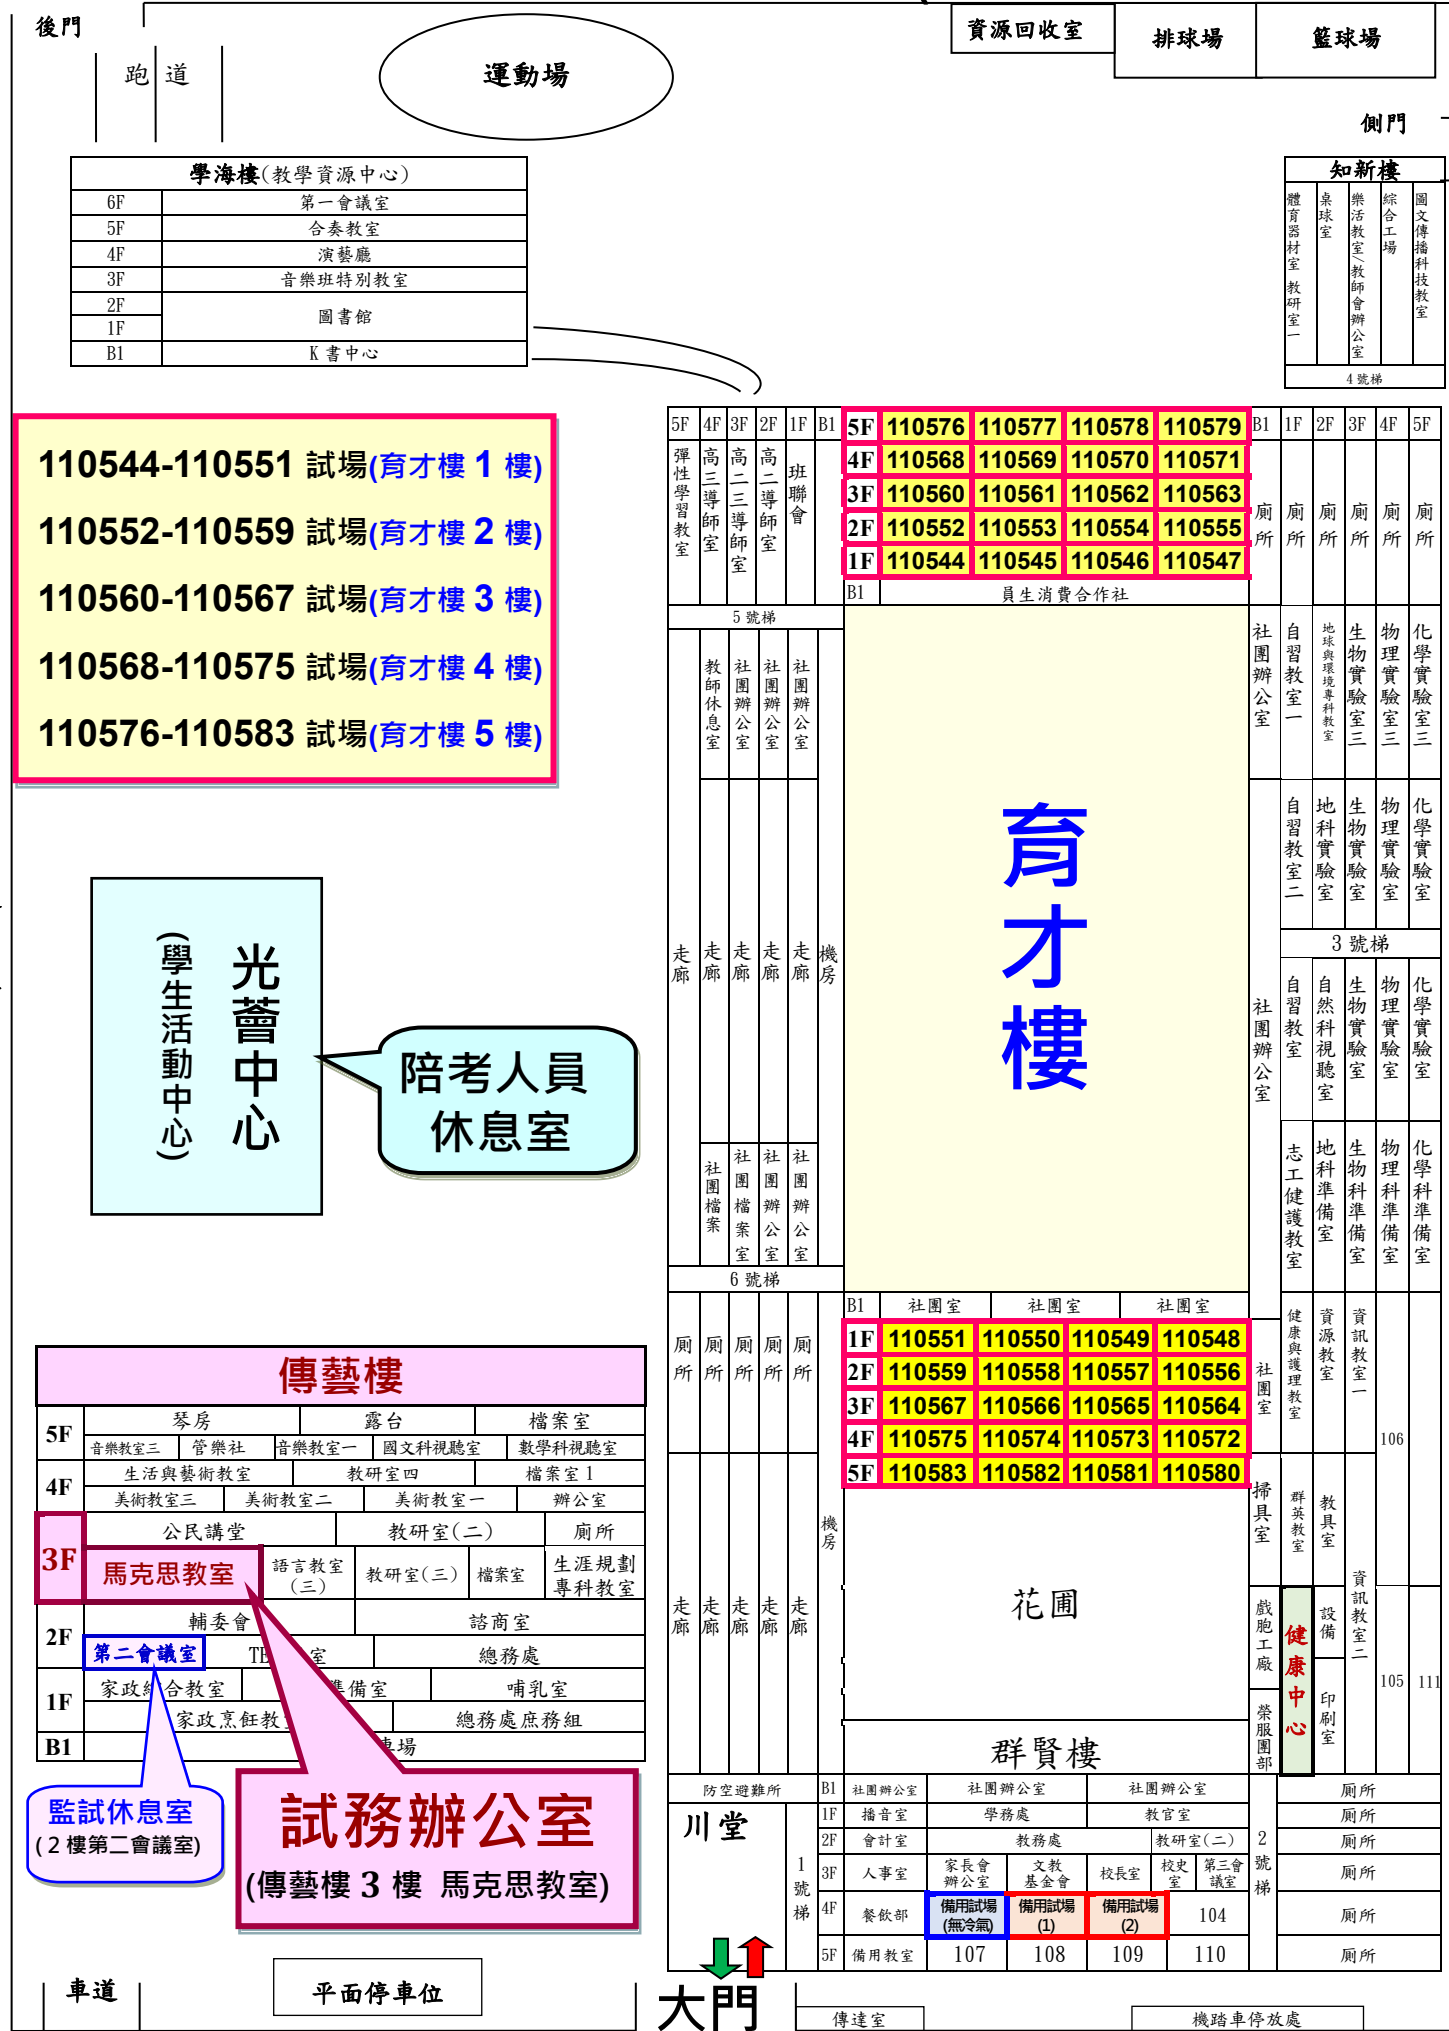 後門
跑道
運動場
資源回收室
排球場
籃球場
側門
學海樓(教學資源中心)
6F 第一會議室
5F 合奏教室
4F 演藝廳
3F 音樂班特別教室
2F
1F
圖書館
B1 K書中心
知新樓
體育器材室 教研室一
桌球室
樂活教室/教師會辦公室
綜合工場
圖文傳播科技教室
4號梯
110544-110551 試場(育才樓 1 樓)
110552-110559 試場(育才樓 2 樓)
110560-110567 試場(育才樓 3 樓)
110568-110575 試場(育才樓 4 樓)
110576-110583 試場(育才樓 5 樓)
5F 4F 3F 2F 1F B1
彈性學習教室
高三導師室
高二三導師室
高二導師室
班聯會
5F 110576 110577 110578 110579
4F 110568 110569 110570 110571
3F 110560 110561 110562 110563
2F 110552 110553 110554 110555
1F 110544 110545 110546 110547
B1 員生消費合作社
B1 1F 2F 3F 4F 5F
廁所 廁所 廁所 廁所 廁所 廁所
5號梯
教師休息室
社團辦公室
社團辦公室
社團辦公室
走廊 走廊 走廊 走廊 走廊 機房
社團檔案
社團檔案室
社團辦公室
社團辦公室
6號梯
育才樓
社團辦公室
自習教室一
地球與環境專科教室
生物實驗室三
物理實驗室三
化學實驗室三
自習教室二
地科實驗室
生物實驗室
物理實驗室
化學實驗室
3號梯
社團辦公室
自習教室
自然科視聽室
生物實驗室
物理實驗室
化學實驗室
志工健護教室
地科準備室
生物科準備室
物理科準備室
化學科準備室
光薈中心
(學生活動中心)
陪考人員
休息室
B1 社團室 社團室 社團室
1F 110551 110550 110549 110548
2F 110559 110558 110557 110556
3F 110567 110566 110565 110564
4F 110575 110574 110573 110572
5F 110583 110582 110581 110580
廁所 廁所 廁所 廁所 廁所
走廊 走廊 走廊 走廊 走廊 機房
社團室
健康與護理教室
資源教室
資訊教室一
106
掃具室
群英教室
教具室
資訊教室二
戲胞工廠
健康中心
設備
105
111
榮服團部
印刷室
花圃
群賢樓
傳藝樓
5F 琴房 露台 檔案室
音樂教室三 管樂社 音樂教室一 國文科視聽室 數學科視聽室
4F 生活與藝術教室 教研室四 檔案室1
美術教室三 美術教室二 美術教室一 辦公室
3F 公民講堂 教研室(二) 廁所
馬克思教室 語言教室(三) 教研室(三) 檔案室 生涯規劃專科教室
2F 輔委會 諮商室
第二會議室 室 總務處
1F 家政 合教室 備室 哺乳室
家政烹飪教 總務處庶務組
B1 場
監試休息室
(2樓第二會議室)
試務辦公室
(傳藝樓 3 樓 馬克思教室)
防空避難所 B1 社團辦公室 社團辦公室 社團辦公室 廁所
川堂
1號梯
1F 播音室 學務處 教官室 廁所
2F 會計室 教務處 教研室(二) 廁所
2號梯
3F 人事室 家長會辦公室 文教基金會 校長室 校史室 第三會議室 廁所
4F 餐飲部 備用試場(無冷氣) 備用試場(1) 備用試場(2) 104 廁所
5F 備用教室 107 108 109 110 廁所
車道
平面停車位
大門
傳達室
機踏車停放處